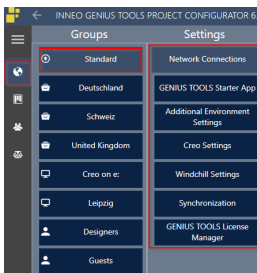 INNEO GENIUS TOOLS PROJECT CONFIGURATOR 6.
Groups
Settings
Standard
Deutschland
Schweiz
United Kingdom
Creo on e:
Leipzig
Designers
Guests
Network Connections
GENIUS TOOLS Starter App
Additional Environment
Settings
Creo Settings
Windchill Settings
Synchronization
GENIUS TOOLS License
Manager